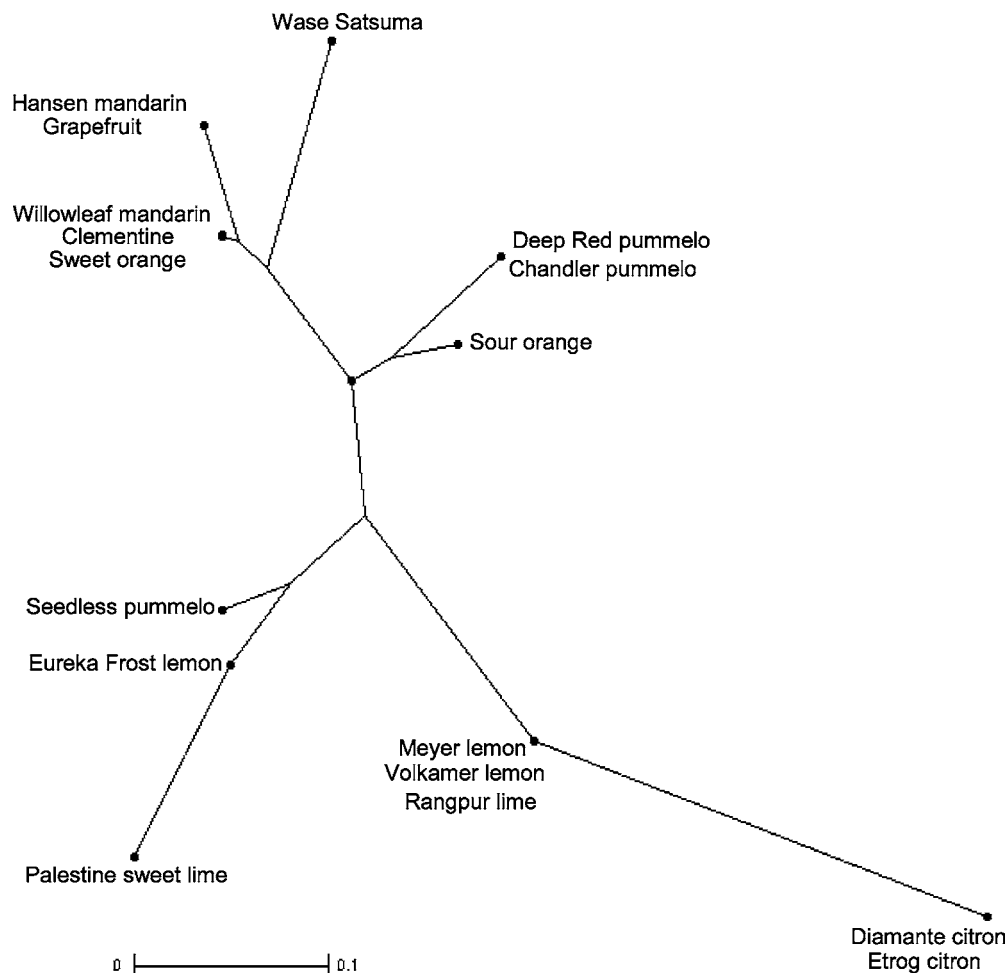 Wase Satsuma
Hansen mandarin
Grapefruit
Willowleaf mandarin
Clementine
Sweet orange
Deep Red pummelo
Chandler pummelo
Sour orange
Seedless pummelo
Eureka Frost lemon
Meyer lemon
Volkamer lemon
Rangpur lime
Palestine sweet lime
Diamante citron
Etrog citron
0 0.1